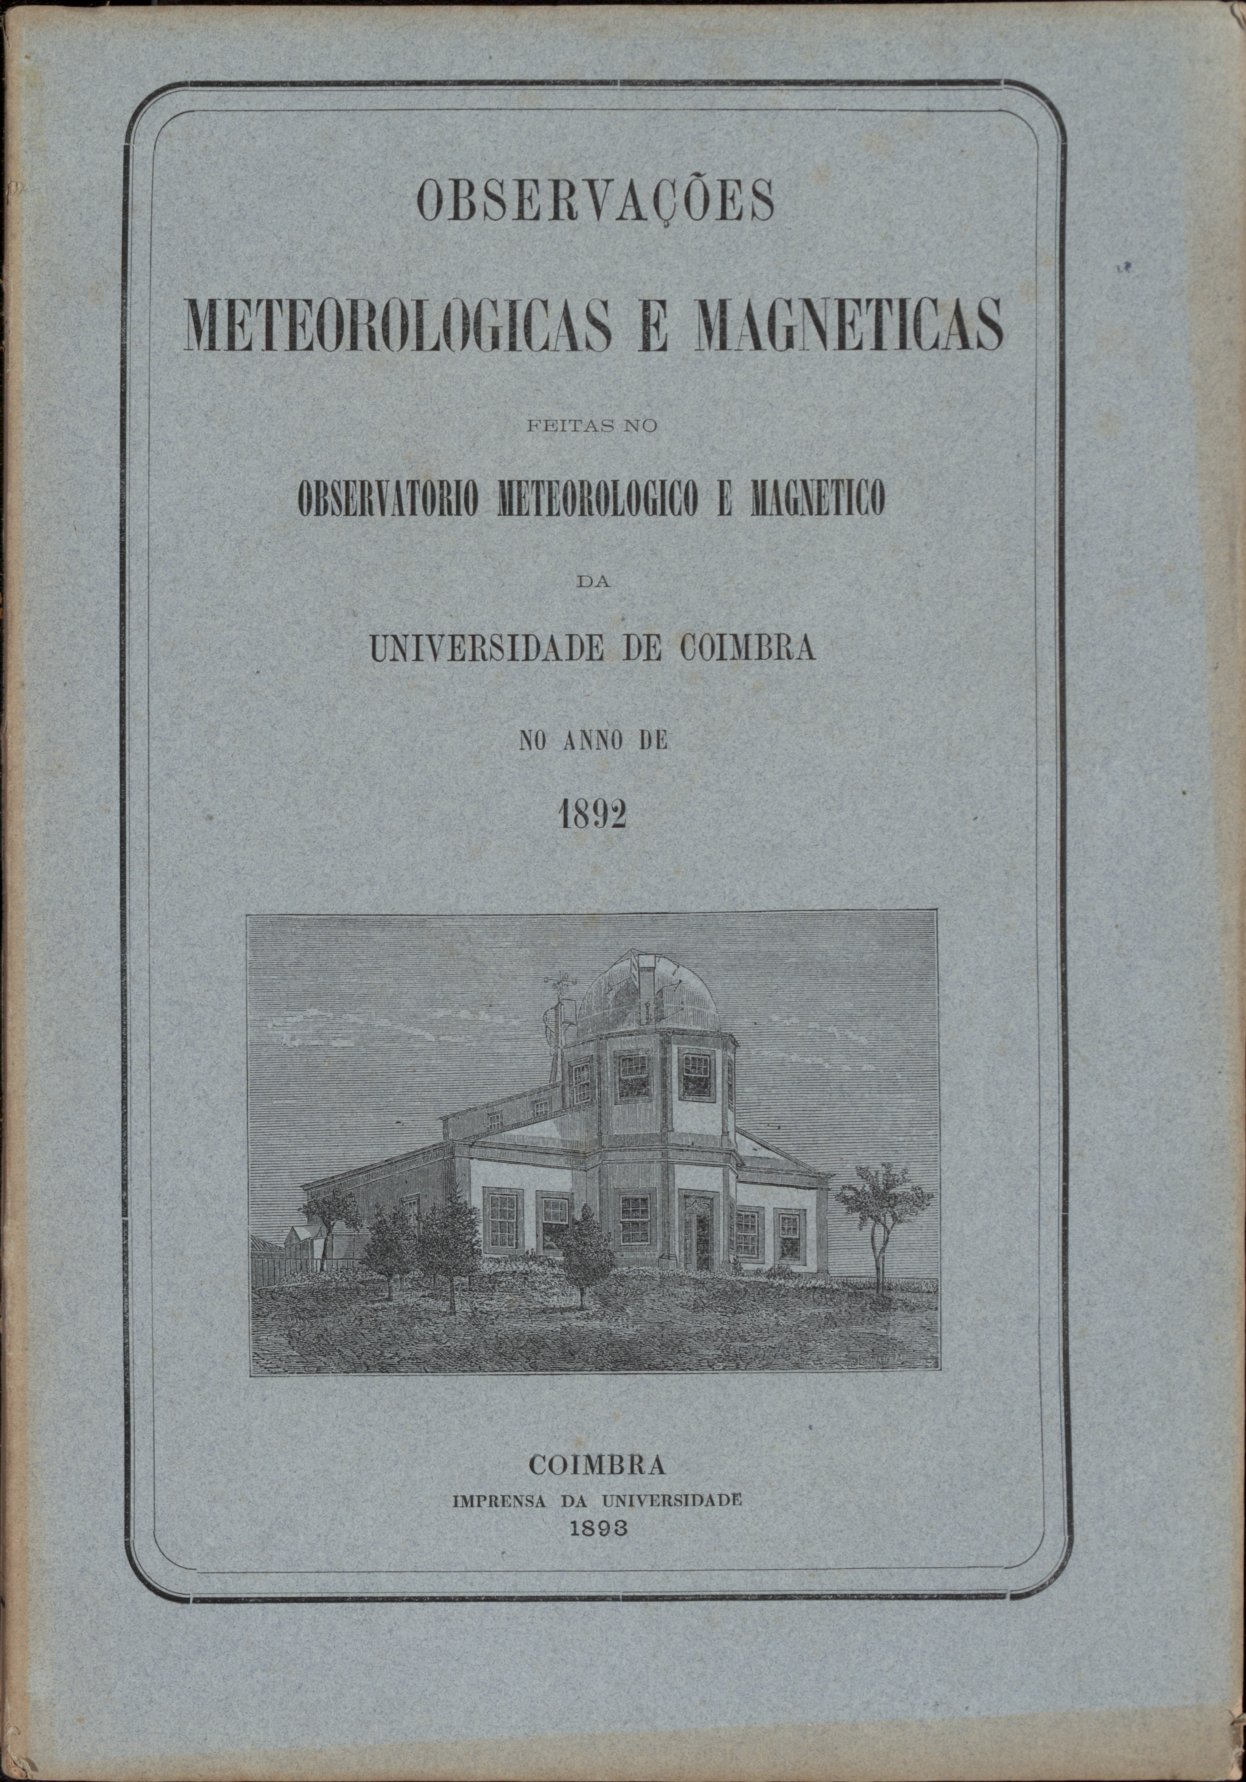 OBSERVAÇÕES
METEOROLOGICAS E MAGNETICAS
FEITAS NO
OBSERVATORIO METEOROLOGICO E MAGNETICO
DA
UNIVERSIDADE DE COIMBRA
NO ANNO DE
1892
COIMBRA
IMPRENSA DA UNIVERSIDADE
1893